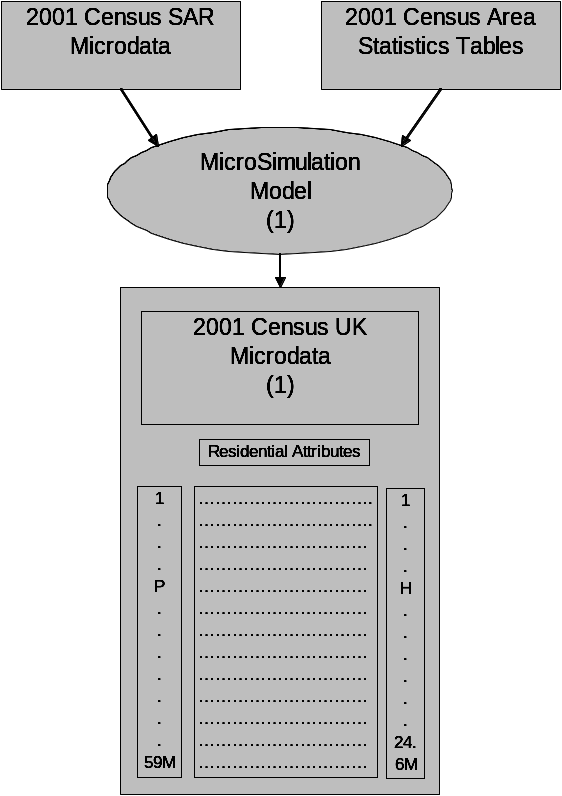 2001 Census SAR
Microdata
2001 Census Area
Statistics Tables
MicroSimulation
Model
(1)
2001 Census UK
Microdata
(1)
Residential Attributes
1
.
.
.
P
.
.
.
.
.
.
.
59M
................................
................................
...............................
...............................
...............................
...............................
...............................
...............................
...............................
...............................
...............................
...............................
...............................
1
.
.
.
H
.
.
.
.
.
.
24.
6M